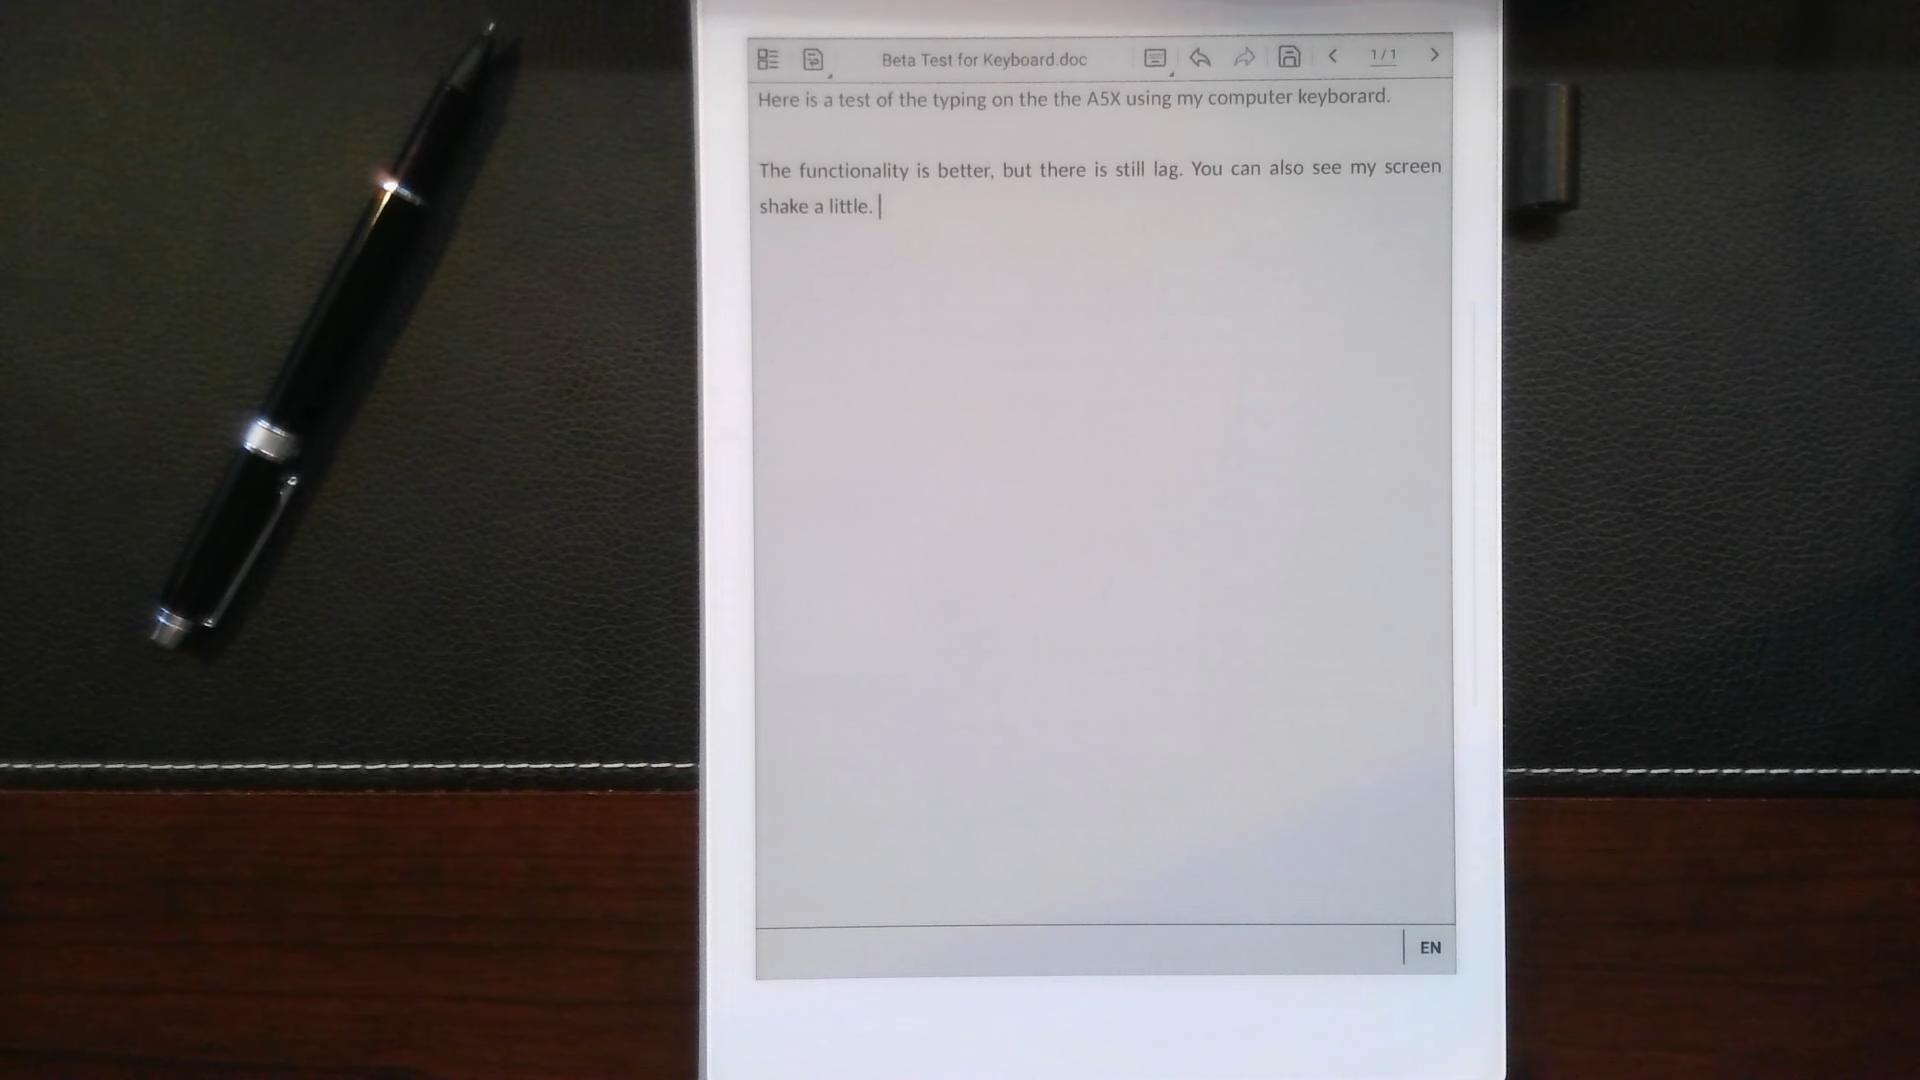 Beta Test for Keyboard.doc
1/1
Here is a test of the typing on the the A5X using my computer keyborard.
The functionality is better, but there is still lag. You can also see my screen
shake a little.
EN